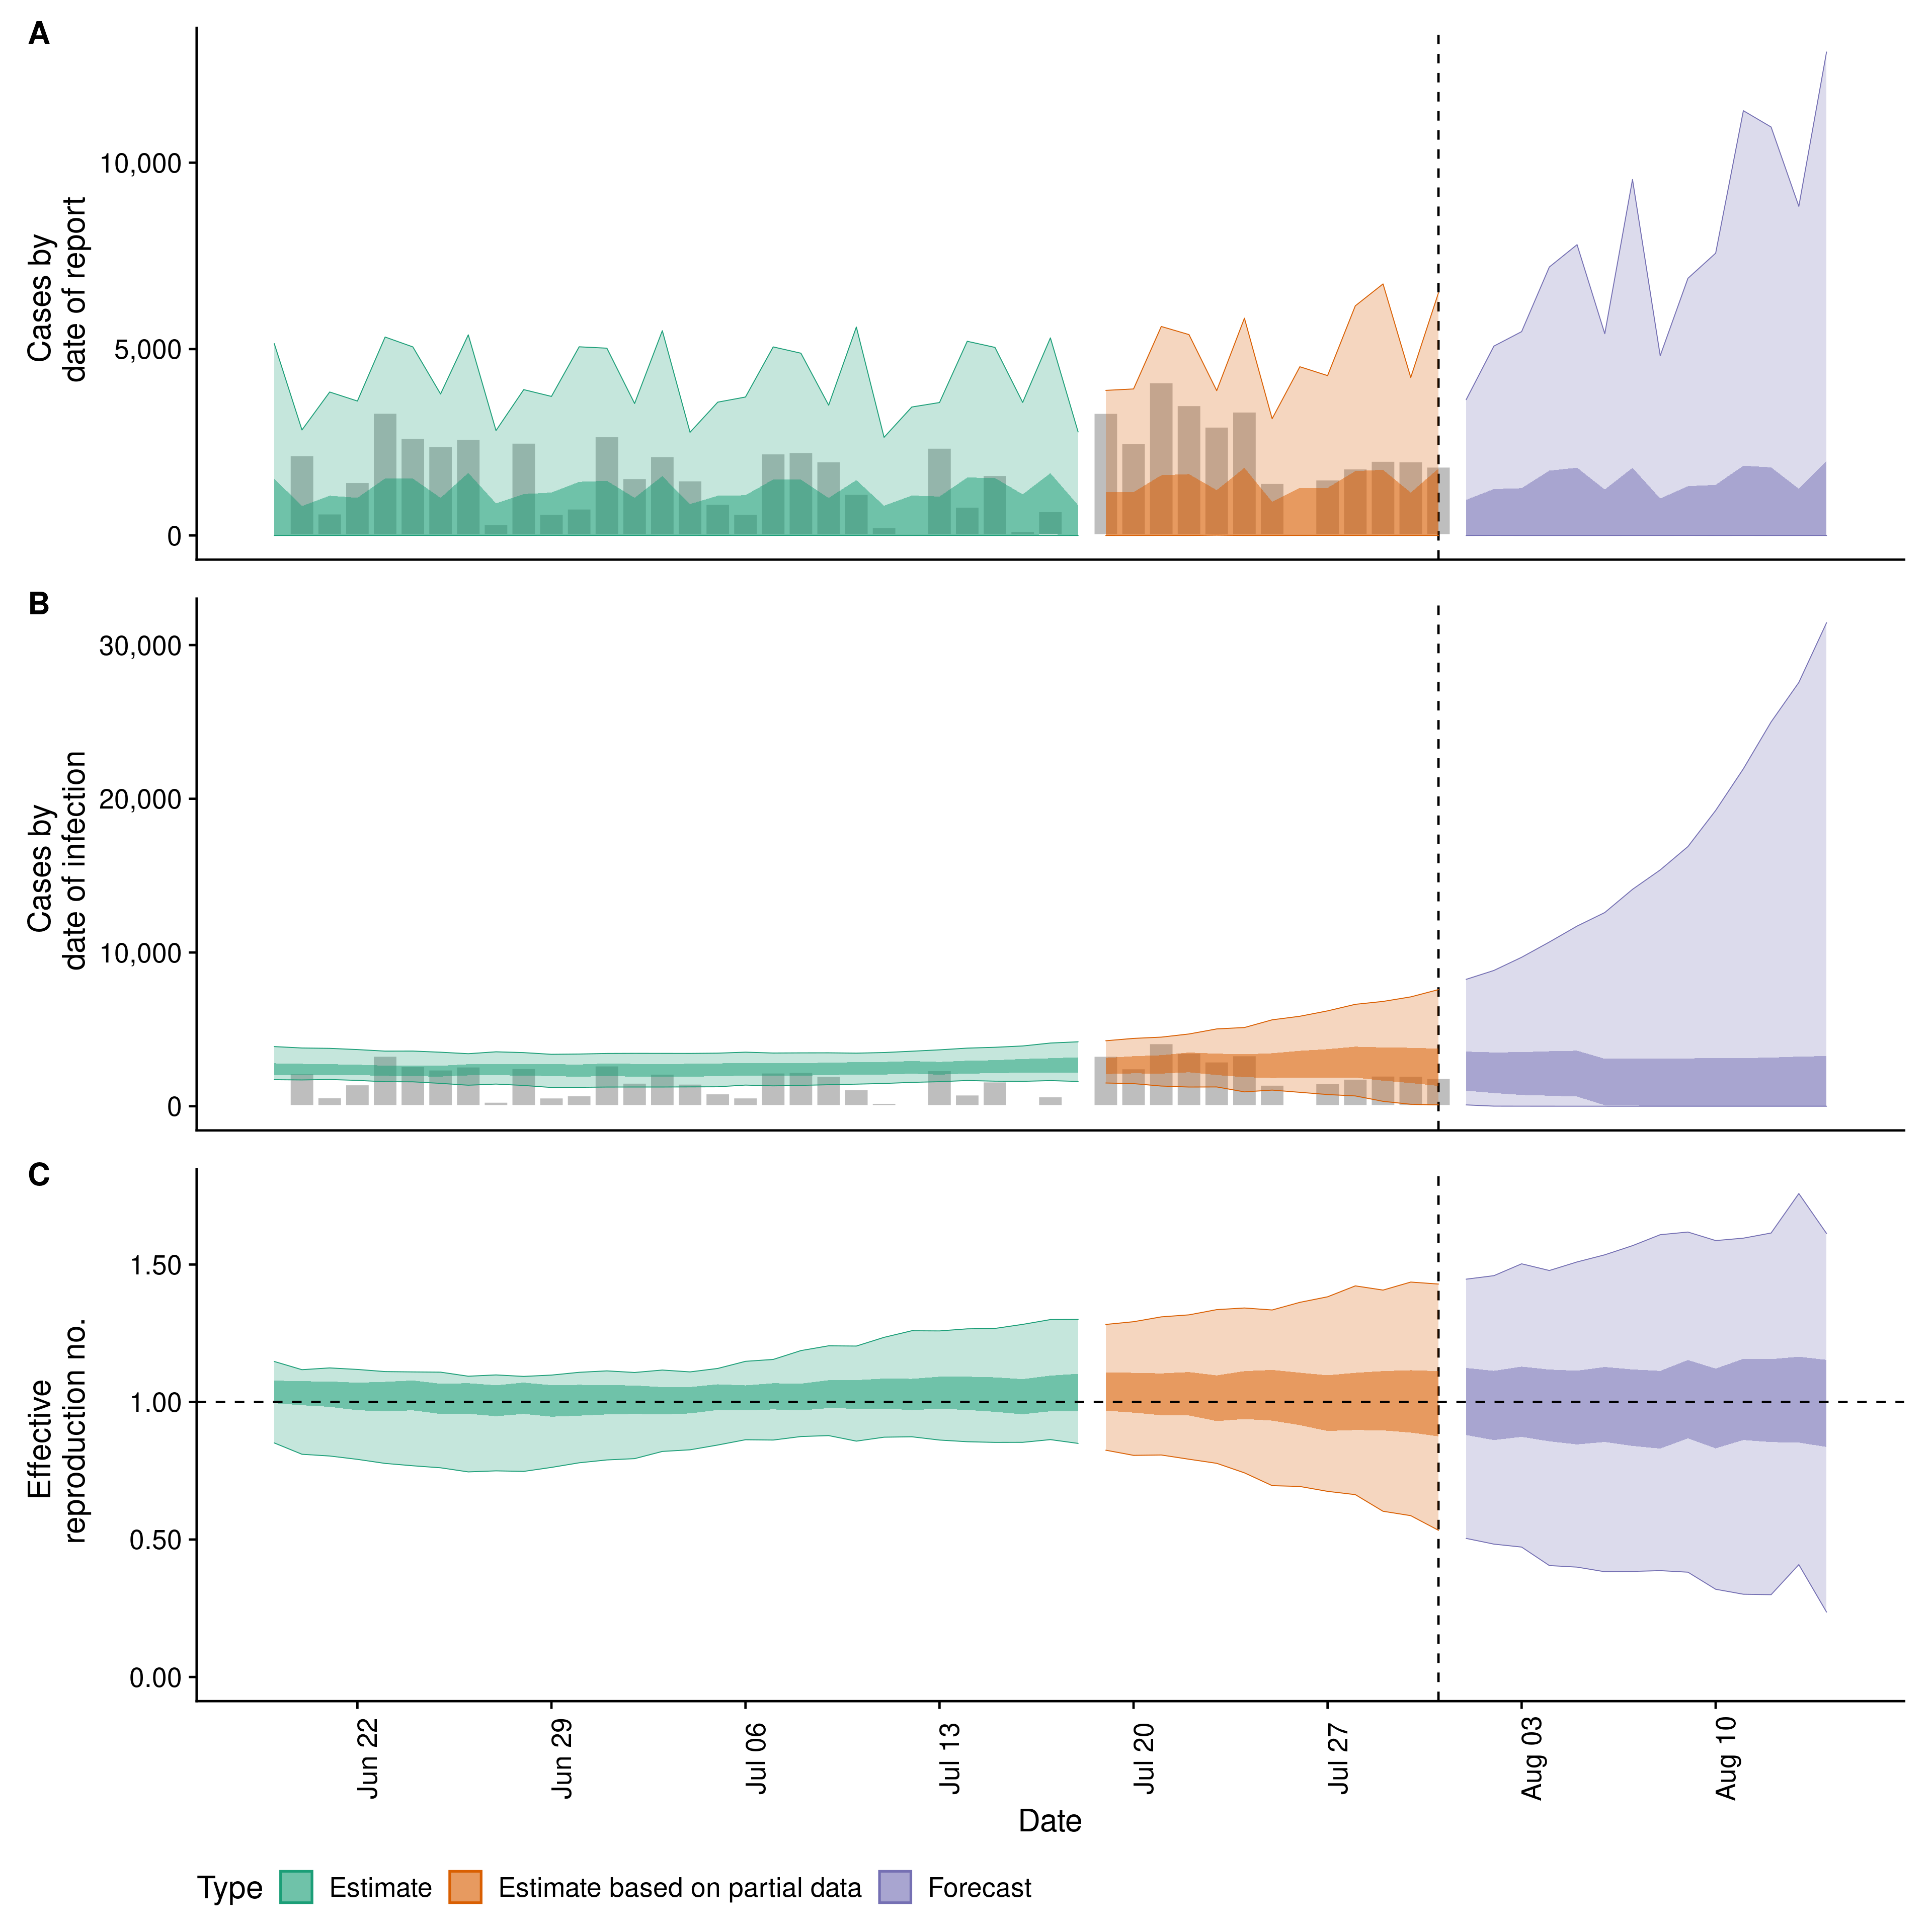 A
Cases by
date of report
10,000
5,000
0
B
Cases by
date of infection
30,000
20,000
10,000
0
C
Effective
reproduction no.
1.50
1.00
0.50
0.00
Jun 22
Jun 29
Jul 06
Jul 13
Jul 20
Jul 27
Aug 03
Aug 10
Date
Type Estimate Estimate based on partial data Forecast